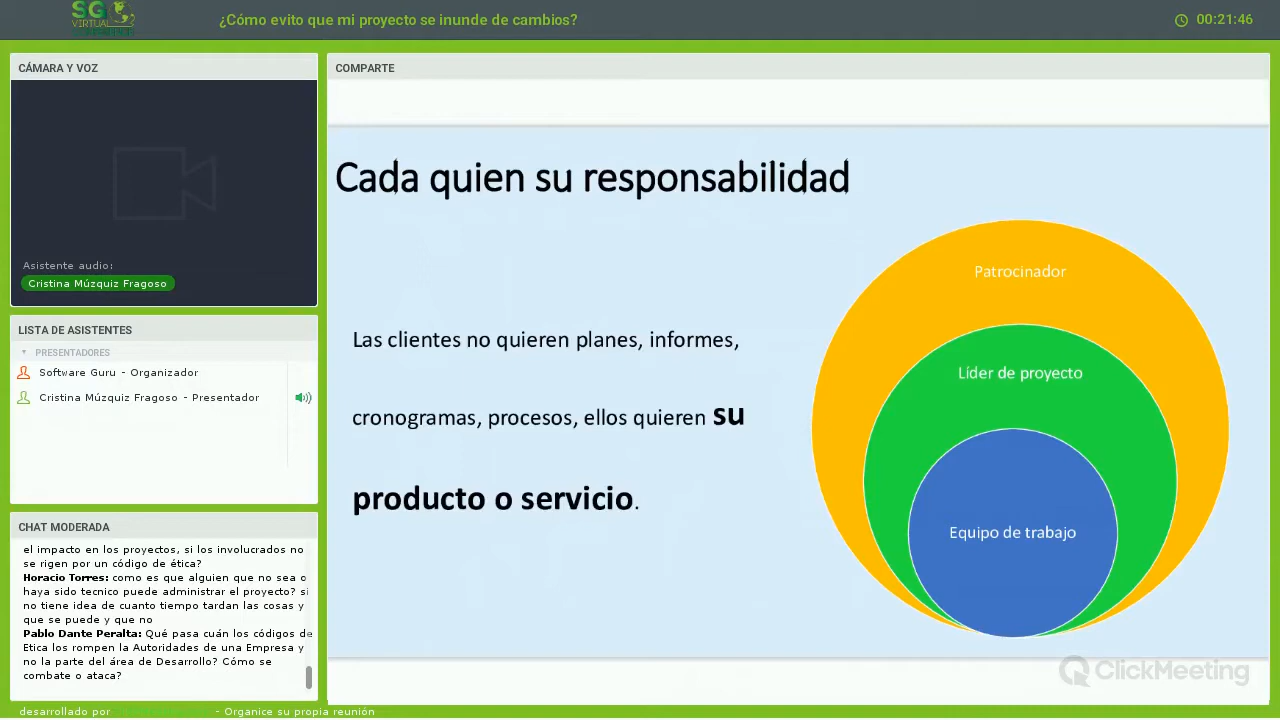 SG
VIRTUAL
¿Cómo evito que mi proyecto se inunde de cambios?
00:21:46
CÁMARA Y VOZ
Asistente audio:
Cristina Múzquiz Fragoso
LISTA DE ASISTENTES
PRESENTADORES
Software Guru - Organizador
Cristina Múzquiz Fragoso - Presentador
CHAT MODERADA
el impacto en los proyectos, si los involucrados no
se rigen por un código de ética?
Horacio Torres: como es que alguien que no sea o
haya sido tecnico puede administrar el proyecto? si
no tiene idea de cuanto tiempo tardan las cosas y
que se puede y que no
Pablo Dante Peralta: Qué pasa cuán los códigos de
Etica los rompen la Autoridades de una Empresa y
no la parte del área de Desarrollo? Cómo se
combate o ataca?
desarrollado por - Organice su propia reunión
COMPARTE
Cada quien su responsabilidad
Las clientes no quieren planes, informes,
cronogramas, procesos, ellos quieren su
producto o servicio.
Patrocinador
Líder de proyecto
Equipo de trabajo
ClickMeeting